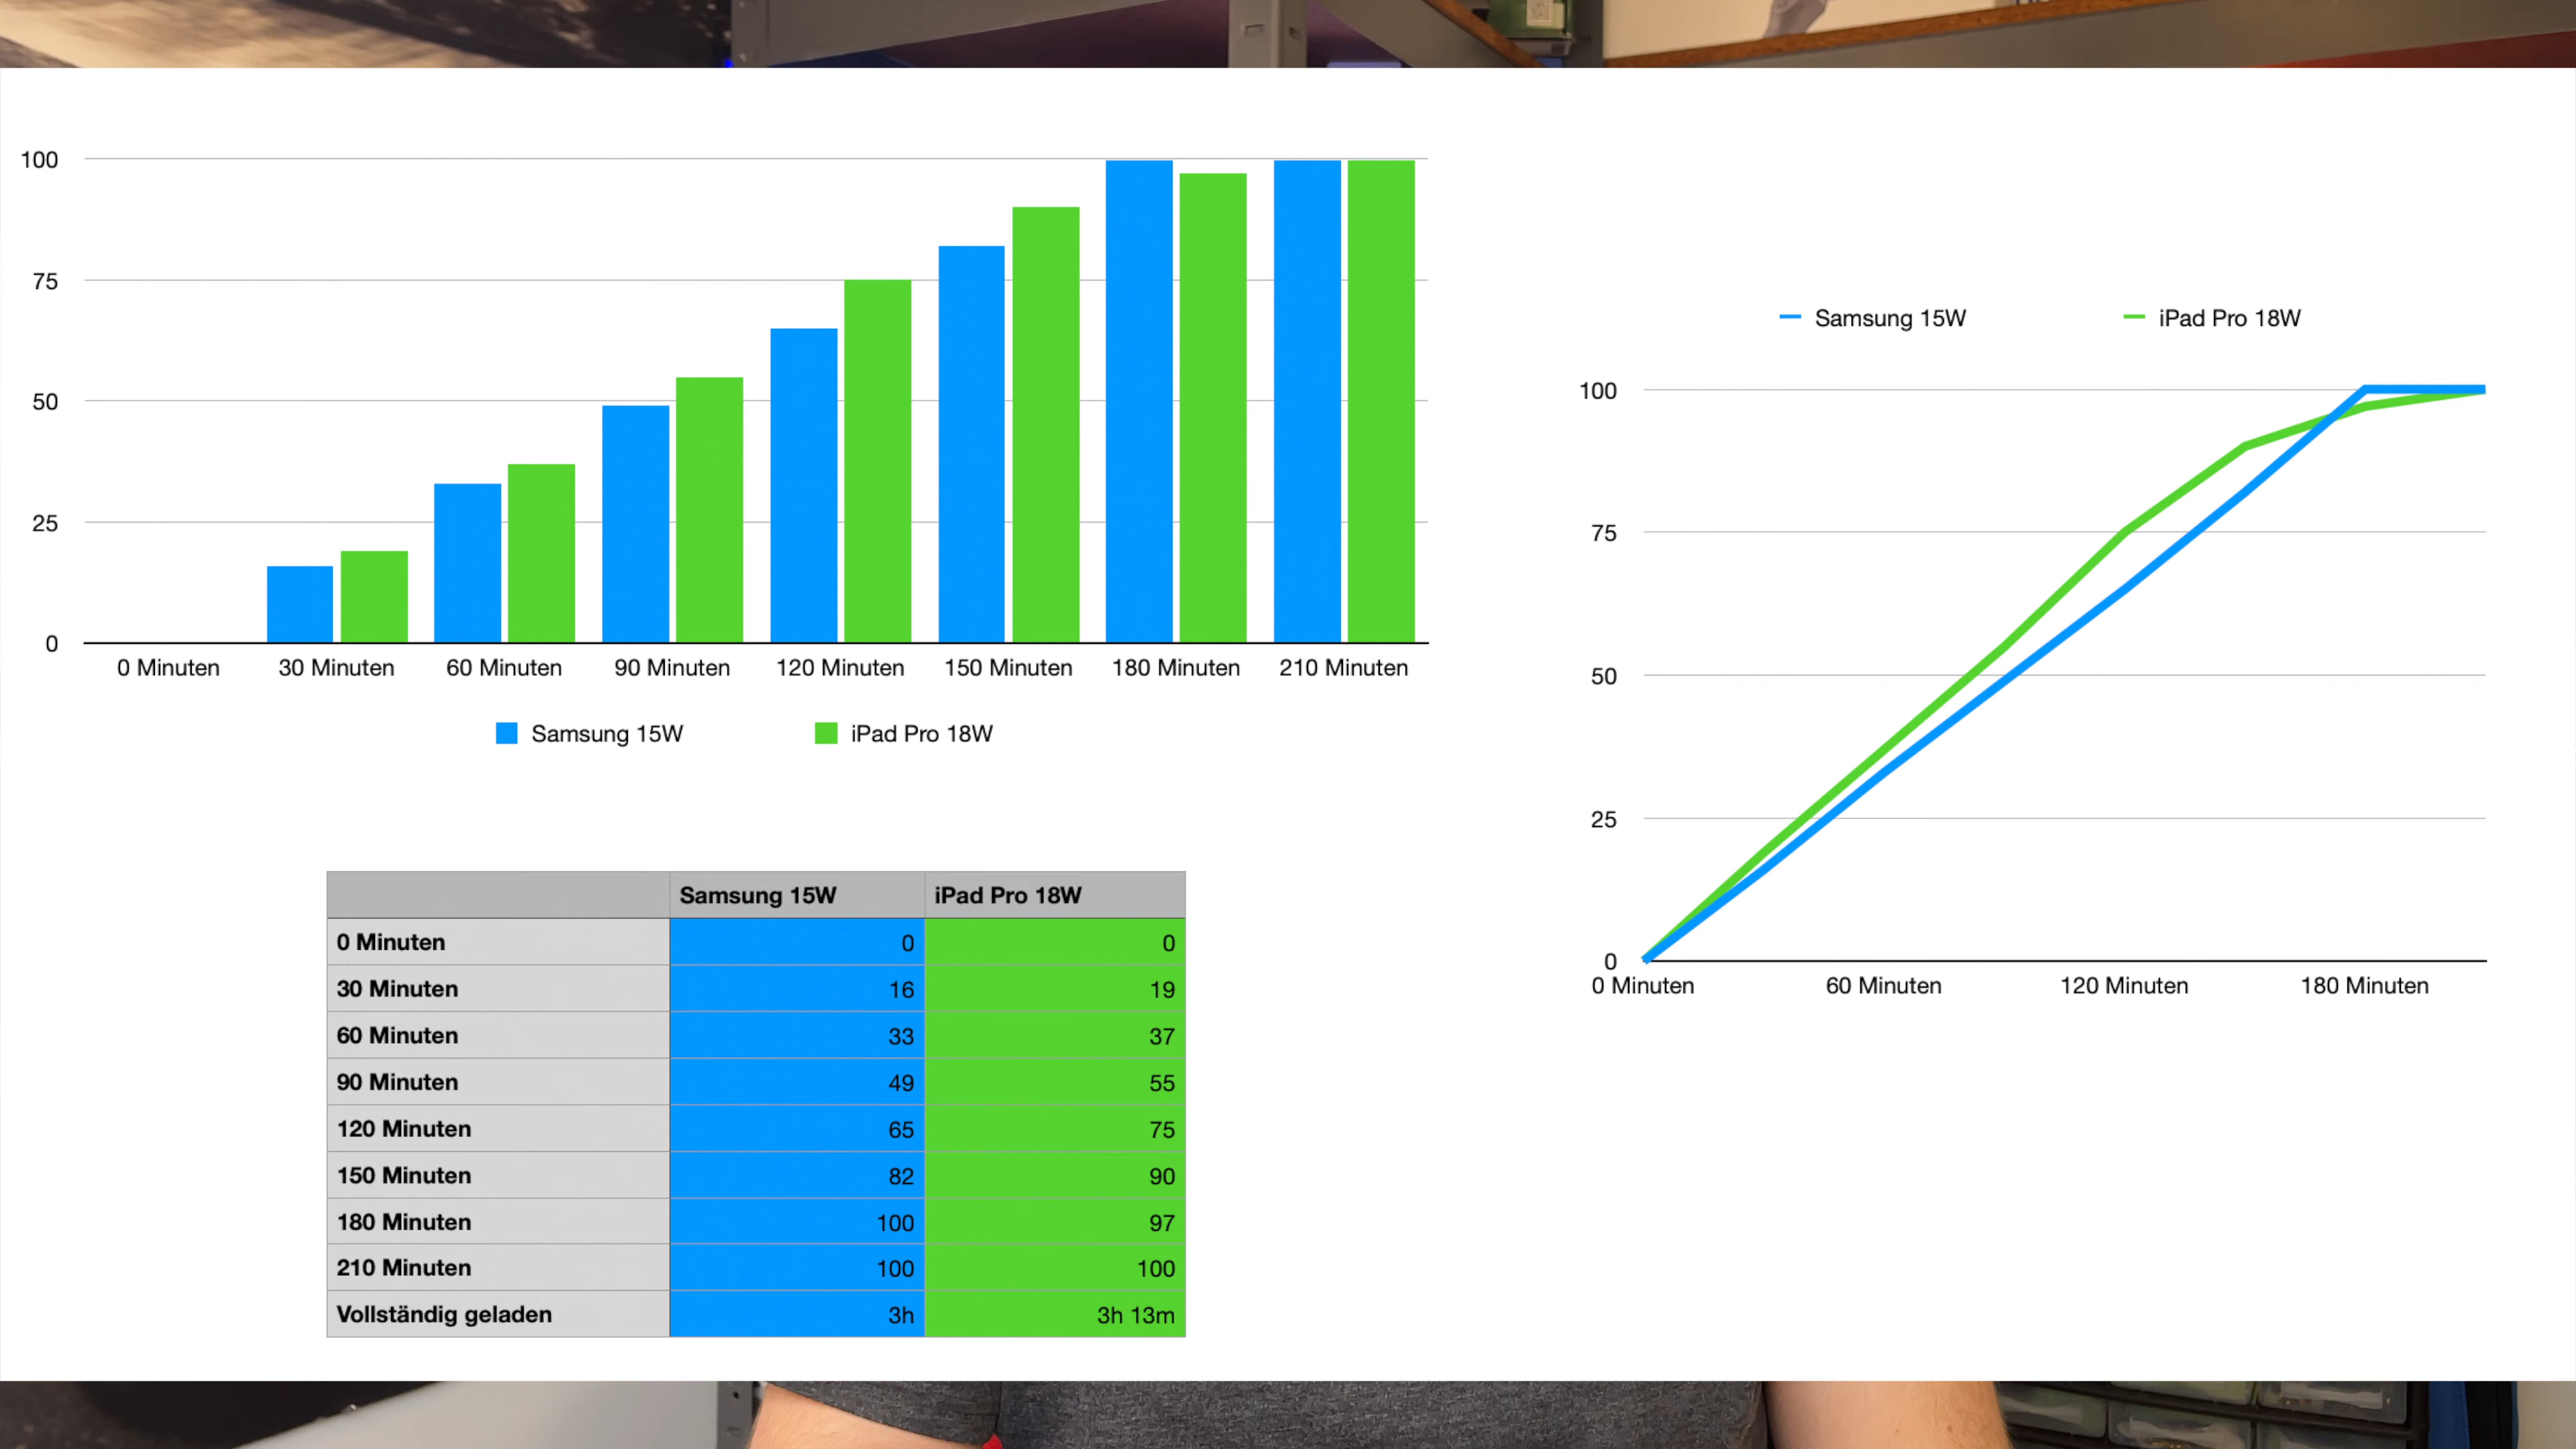 100
75
50
25
0
0 Minuten 30 Minuten 60 Minuten 90 Minuten 120 Minuten 150 Minuten 180 Minuten 210 Minuten
Samsung 15W iPad Pro 18W
Samsung 15W iPad Pro 18W
100
75
50
25
0
0 Minuten 60 Minuten 120 Minuten 180 Minuten
Samsung 15W iPad Pro 18W
0 Minuten 0 0
30 Minuten 16 19
60 Minuten 33 37
90 Minuten 49 55
120 Minuten 65 75
150 Minuten 82 90
180 Minuten 100 97
210 Minuten 100 100
Vollständig geladen 3h 3h 13m